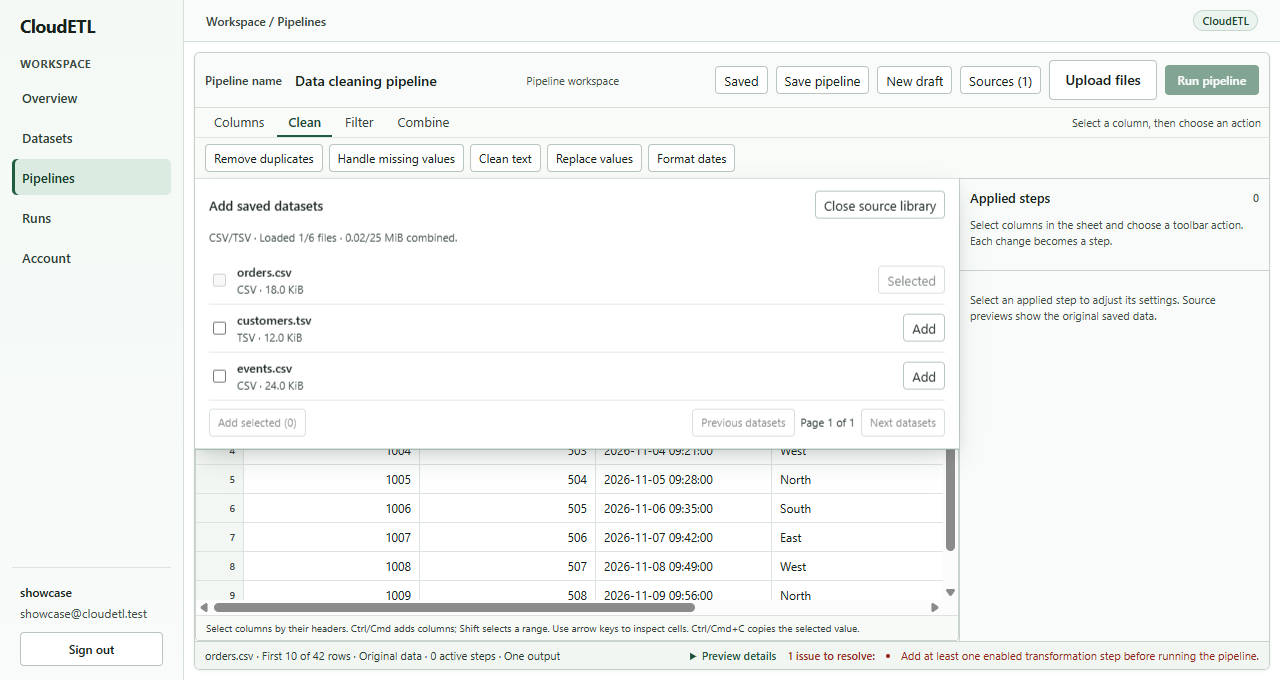 CloudETL
WORKSPACE
Overview
Datasets
Pipelines
Runs
Account
showcase
showcase@cloudetl.test
Sign out
Workspace / Pipelines
CloudETL
Pipeline name Data cleaning pipeline Pipeline workspace Saved Save pipeline New draft Sources (1) Upload files Run pipeline
Columns Clean Filter Combine Select a column, then choose an action
Remove duplicates Handle missing values Clean text Replace values Format dates
Add saved datasets Close source library
CSV/TSV · Loaded 1/6 files · 0.02/25 MiB combined.
orders.csv
CSV · 18.0 KiB
Selected
customers.tsv
TSV · 12.0 KiB
Add
events.csv
CSV · 24.0 KiB
Add
Add selected (0) Previous datasets Page 1 of 1 Next datasets
4 1004 503 2026-11-04 09:21:00 West
5 1005 504 2026-11-05 09:28:00 North
6 1006 505 2026-11-06 09:35:00 South
7 1007 506 2026-11-07 09:42:00 East
8 1008 507 2026-11-08 09:49:00 West
9 1009 508 2026-11-09 09:56:00 North
Select columns by their headers. Ctrl/Cmd adds columns; Shift selects a range. Use arrow keys to inspect cells. Ctrl/Cmd+C copies the selected value.
Applied steps 0
Select columns in the sheet and choose a toolbar action.
Each change becomes a step.
Select an applied step to adjust its settings. Source
previews show the original saved data.
orders.csv · First 10 of 42 rows · Original data · 0 active steps · One output
▶ Preview details 1 issue to resolve: • Add at least one enabled transformation step before running the pipeline.